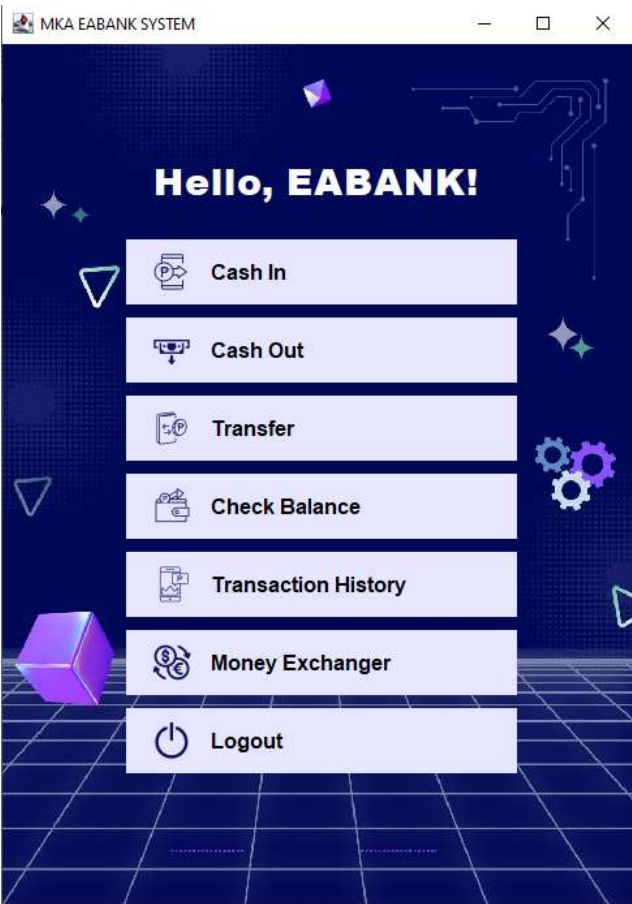 MKA EABANK SYSTEM
Hello, EABANK!
Cash In
Cash Out
Transfer
Check Balance
Transaction History
Money Exchanger
Logout